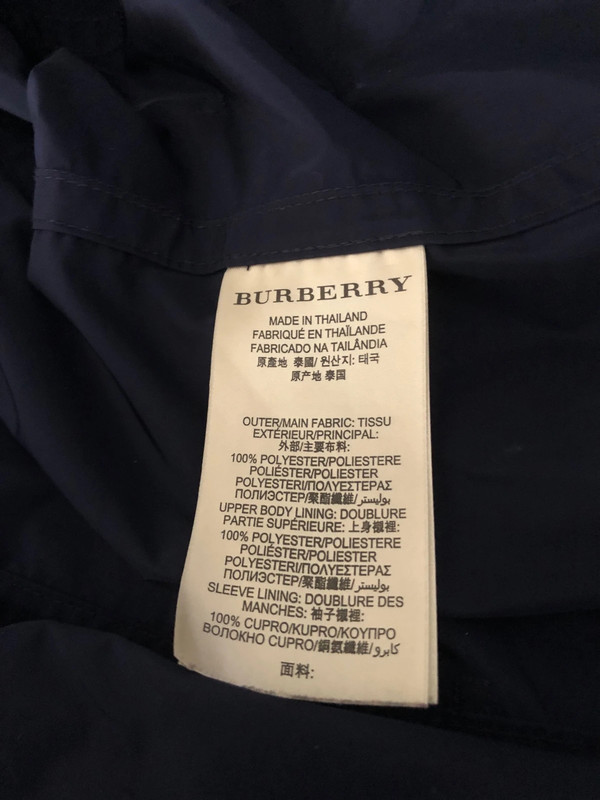 BURBERRY
MADE IN THAILAND
FABRIQUÉ EN THAÏLANDE
FABRICADO NA TAILÂNDIA
原產地 泰國/ 원산지: 태국
原产地 泰国
OUTER/MAIN FABRIC: TISSU
EXTÉRIEUR/PRINCIPAL:
外部/主要布料:
100% POLYESTER/POLIESTERE
POLIÉSTER/POLIESTER
POLYESTERI/ΠΟΛΥΕΣΤΕΡΑΣ
ПОЛИЭСТЕР/聚酯纖維/بوليستر
UPPER BODY LINING: DOUBLURE
PARTIE SUPÉRIEURE: 上身襯裡:
100% POLYESTER/POLIESTERE
POLIÉSTER/POLIESTER
POLYESTERI/ΠΟΛΥΕΣΤΕΡΑΣ
ПОЛИЭСТЕР/聚酯纖維/بوليستر
SLEEVE LINING: DOUBLURE DES
MANCHES: 袖子襯裡:
100% CUPRO/KUPRO/ΚΟΥΠΡΟ
ВОЛОКНО CUPRO/銅氨纖維/كابرو
面料: